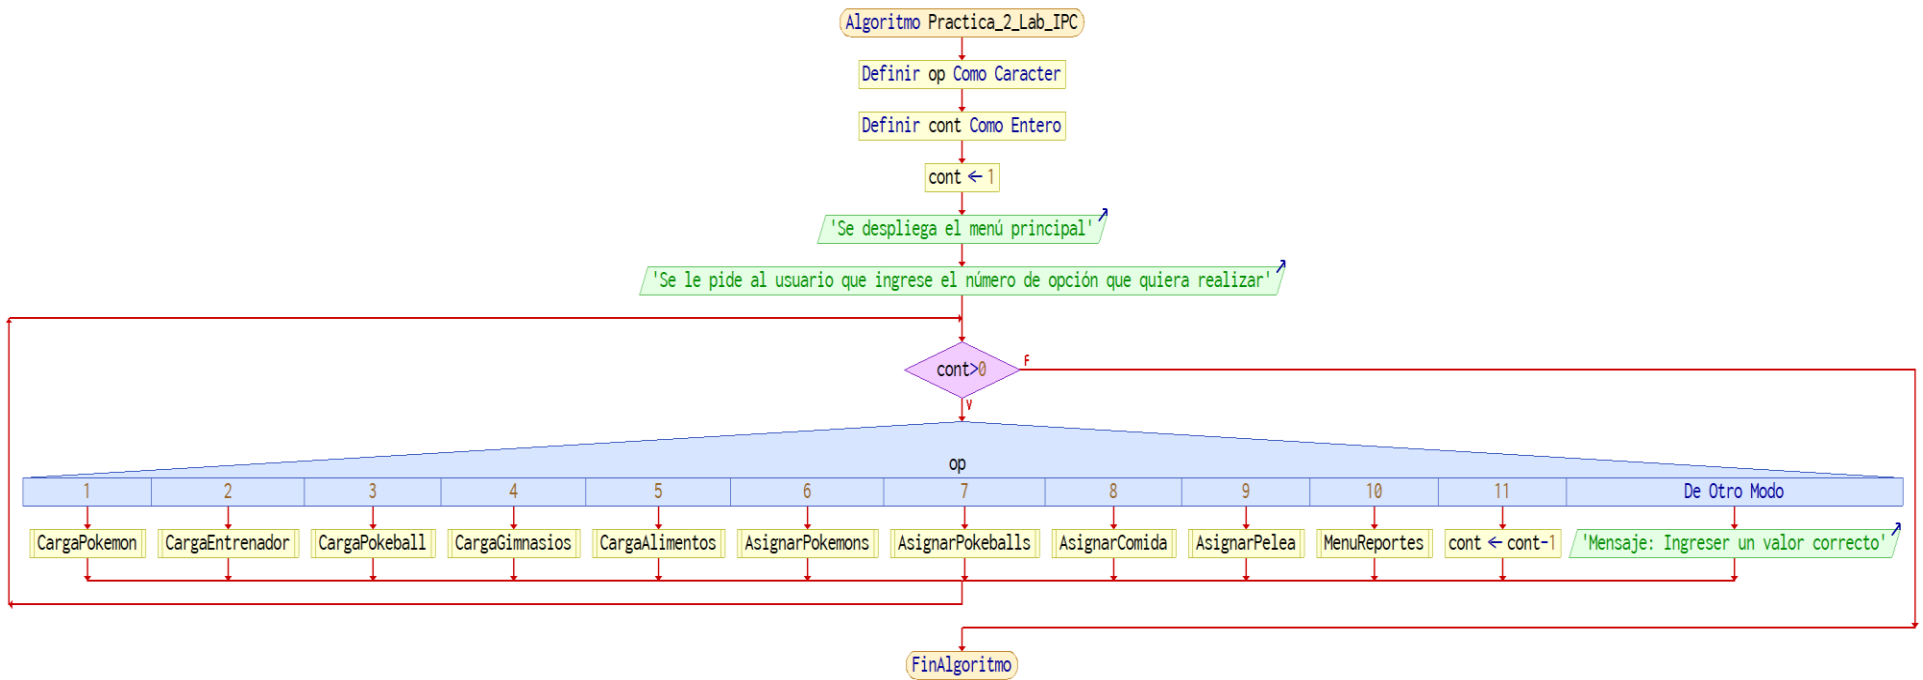 Algoritmo Practica_2_Lab_IPC
Definir op Como Caracter
Definir cont Como Entero
cont ← 1
'Se despliega el menú principal'
'Se le pide al usuario que ingrese el número de opción que quiera realizar'
cont>0
F
V
op
1 2 3 4 5 6 7 8 9 10 11 De Otro Modo
CargaPokemon CargaEntrenador CargaPokeball CargaGimnasios CargaAlimentos AsignarPokemons AsignarPokeballs AsignarComida AsignarPelea MenuReportes cont ← cont-1 'Mensaje: Ingreser un valor correcto'
FinAlgoritmo